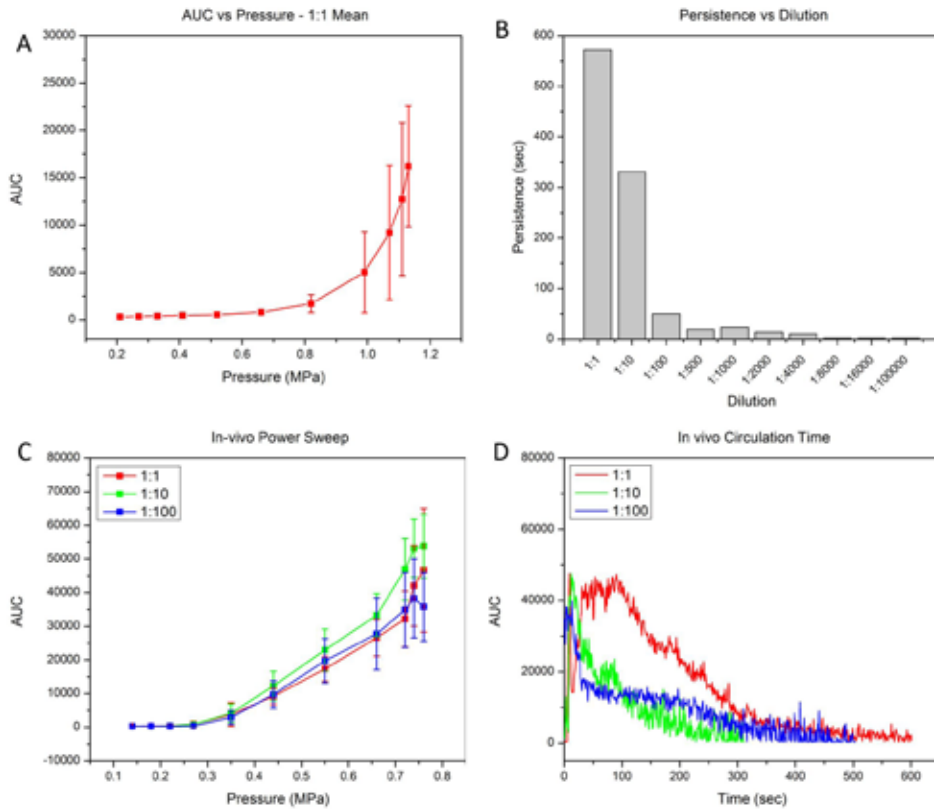 A
AUC vs Pressure - 1:1 Mean
30000
25000
20000
15000
10000
5000
0
AUC
0.2 0.4 0.6 0.8 1.0 1.2
Pressure (MPa)
B
Persistence vs Dilution
600
500
400
300
200
100
0
Persistence (sec)
1:1 1:10 1:100 1:500 1:1000 1:2000 1:4000 1:8000 1:16000 1:100000
Dilution
C
In-vivo Power Sweep
1:1
1:10
1:100
80000
70000
60000
50000
40000
30000
20000
10000
0
-10000
AUC
0.1 0.2 0.3 0.4 0.5 0.6 0.7 0.8
Pressure (MPa)
D
In vivo Circulation Time
1:1
1:10
1:100
80000
60000
40000
20000
0
AUC
0 100 200 300 400 500 600
Time (sec)